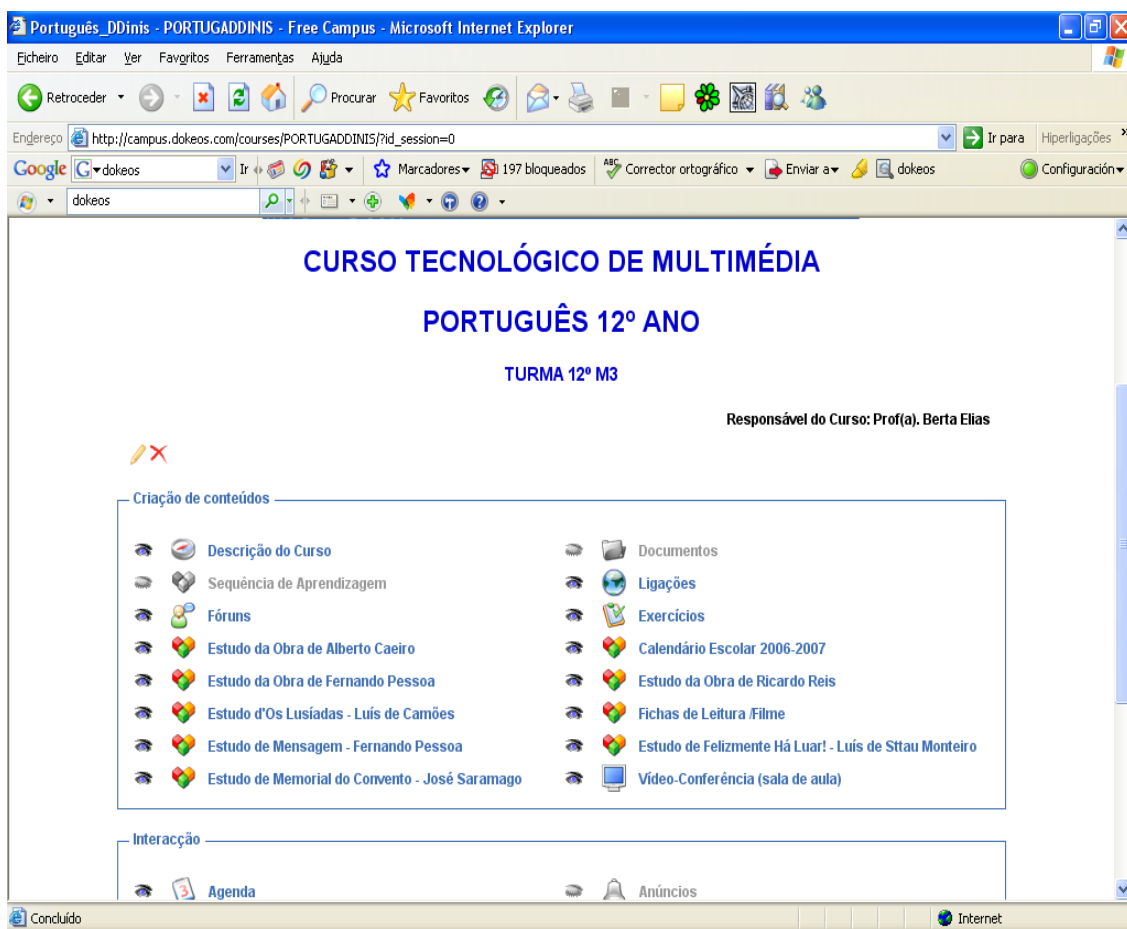 Português_DDinis - PORTUGADDINIS - Free Campus - Microsoft Internet Explorer
Ficheiro Editar Ver Favoritos Ferramentas Ajuda
Retroceder Procurar Favoritos
Endereço http://campus.dokeos.com/courses/PORTUGADDINIS/?id_session=0 Ir para Hiperligações »
Google G dokeos Ir Marcadores 197 bloqueados ABC Corrector ortográfico Enviar a dokeos Configuración
dokeos
CURSO TECNOLÓGICO DE MULTIMÉDIA
PORTUGUÊS 12º ANO
TURMA 12º M3
Responsável do Curso: Prof(a). Berta Elias
Criação de conteúdos
Descrição do Curso Documentos
Sequência de Aprendizagem Ligações
Fóruns Exercícios
Estudo da Obra de Alberto Caeiro Calendário Escolar 2006-2007
Estudo da Obra de Fernando Pessoa Estudo da Obra de Ricardo Reis
Estudo d'Os Lusíadas - Luís de Camões Fichas de Leitura /Filme
Estudo de Mensagem - Fernando Pessoa Estudo de Felizmente Há Luar! - Luís de Sttau Monteiro
Estudo de Memorial do Convento - José Saramago Vídeo-Conferência (sala de aula)
Interacção
3 Agenda Anúncios
Concluído Internet